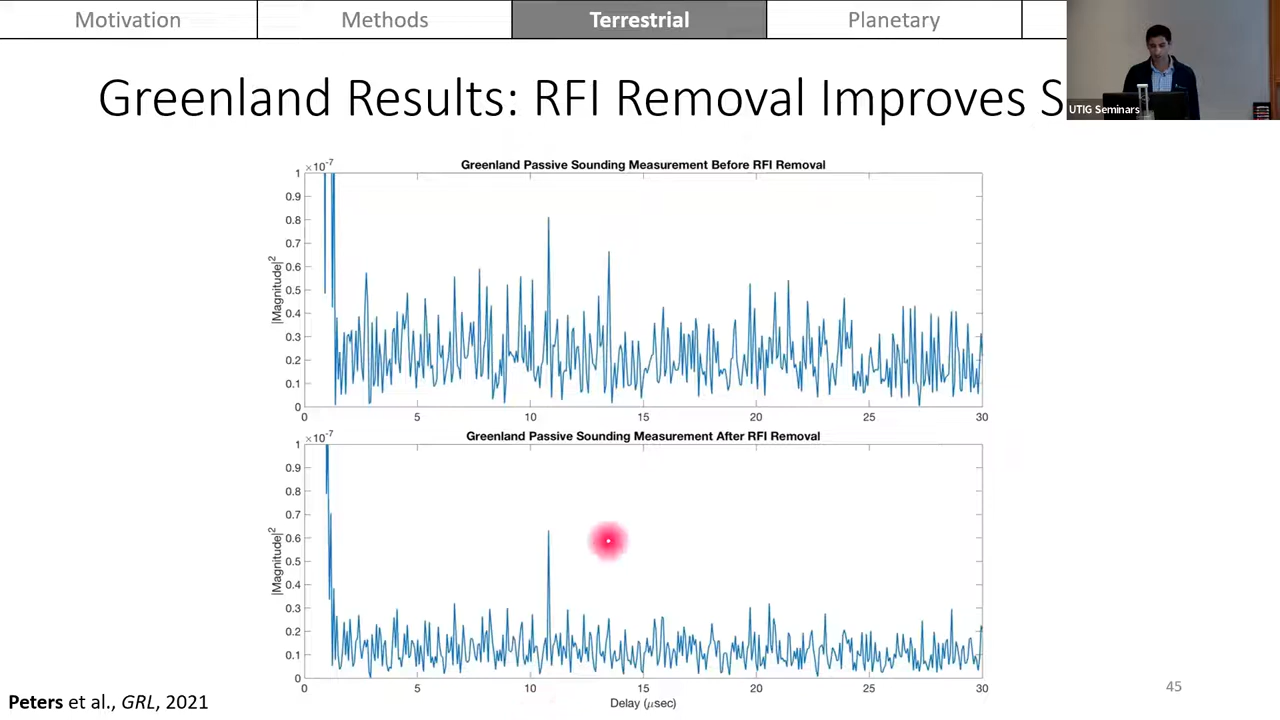 Motivation
Methods
Terrestrial
Planetary
UTIG Seminars
Greenland Results: RFI Removal Improves S
Greenland Passive Sounding Measurement Before RFI Removal
×10⁻⁷
1
0.9
0.8
0.7
0.6
0.5
0.4
0.3
0.2
0.1
0
|Magnitude|²
0 5 10 15 20 25 30
Greenland Passive Sounding Measurement After RFI Removal
×10⁻⁷
1
0.9
0.8
0.7
0.6
0.5
0.4
0.3
0.2
0.1
0
|Magnitude|²
0 5 10 15 20 25 30
Delay (μsec)
45
Peters et al., GRL, 2021